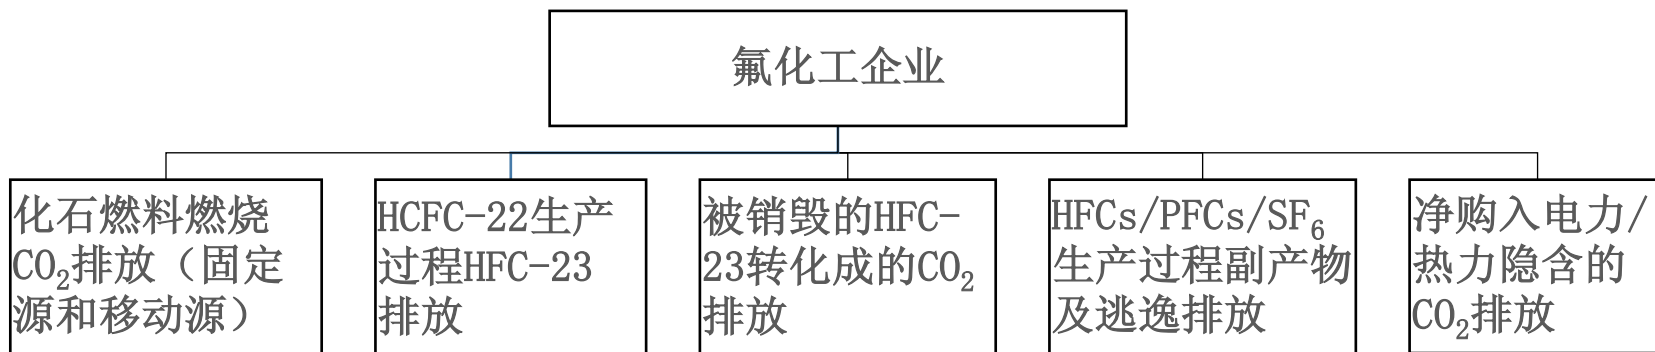 氟化工企业
化石燃料燃烧
CO₂排放（固定
源和移动源）
HCFC-22生产
过程HFC-23
排放
被销毁的HFC-
23转化成的CO₂
排放
HFCs/PFCs/SF₆
生产过程副产物
及逃逸排放
净购入电力/
热力隐含的
CO₂排放